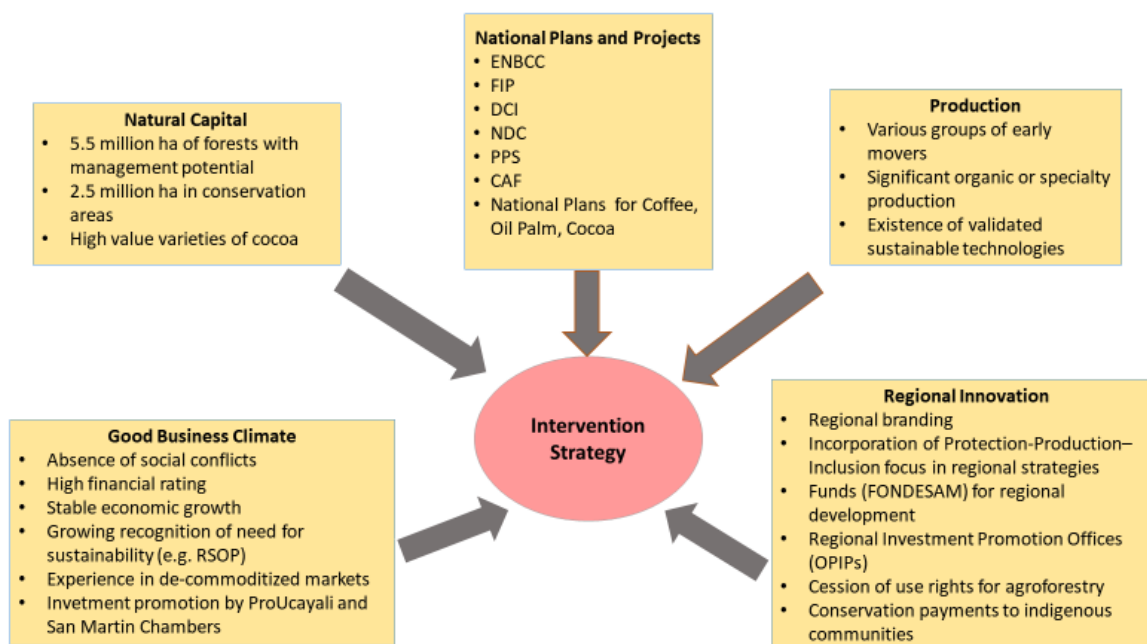 National Plans and Projects
• ENBCC
• FIP
• DCI
• NDC
• PPS
• CAF
• National Plans for Coffee,
Oil Palm, Cocoa
Natural Capital
• 5.5 million ha of forests with
management potential
• 2.5 million ha in conservation
areas
• High value varieties of cocoa
Production
• Various groups of early
movers
• Significant organic or specialty
production
• Existence of validated
sustainable technologies
Intervention
Strategy
Good Business Climate
• Absence of social conflicts
• High financial rating
• Stable economic growth
• Growing recognition of need for
sustainability (e.g. RSOP)
• Experience in de-commoditized markets
• Invetment promotion by ProUcayali and
San Martin Chambers
Regional Innovation
• Regional branding
• Incorporation of Protection-Production–
Inclusion focus in regional strategies
• Funds (FONDESAM) for regional
development
• Regional Investment Promotion Offices
(OPIPs)
• Cession of use rights for agroforestry
• Conservation payments to indigenous
communities